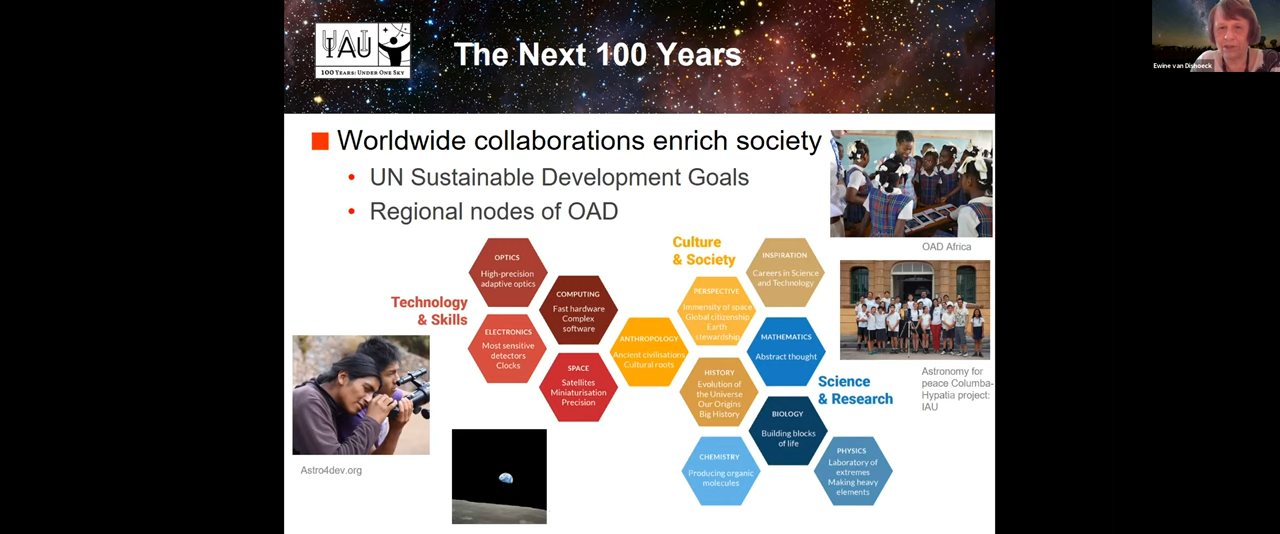 IAU
100 YEARS: UNDER ONE SKY
The Next 100 Years
Ewine van Dishoeck
Worldwide collaborations enrich society
• UN Sustainable Development Goals
• Regional nodes of OAD
OAD Africa
Technology
& Skills
OPTICS
High-precision
adaptive optics
COMPUTING
Fast hardware
Complex
software
ELECTRONICS
Most sensitive
detectors
Clocks
SPACE
Satellites
Miniaturisation
Precision
Culture
& Society
INSPIRATION
Careers in Science
and Technology
PERSPECTIVE
Immensity of space
Global citizenship
Earth
stewardship
ANTHROPOLOGY
Ancient civilisations
Cultural roots
HISTORY
Evolution of
the Universe
Our Origins
Big History
MATHEMATICS
Abstract thought
Science
& Research
BIOLOGY
Building blocks
of life
CHEMISTRY
Producing organic
molecules
PHYSICS
Laboratory of
extremes
Making heavy
elements
Astronomy for
peace Columba-
Hypatia project:
IAU
Astro4dev.org